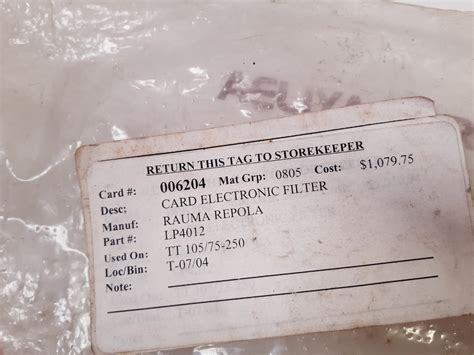 RETURN THIS TAG TO STOREKEEPER
Card #: 006204 Mat Grp: 0805 Cost: $1,079.75
Desc: CARD ELECTRONIC FILTER
Manuf: RAUMA REPOLA
Part #: LP4012
Used On: TT 105/75-250
Loc/Bin: T-07/04
Note: